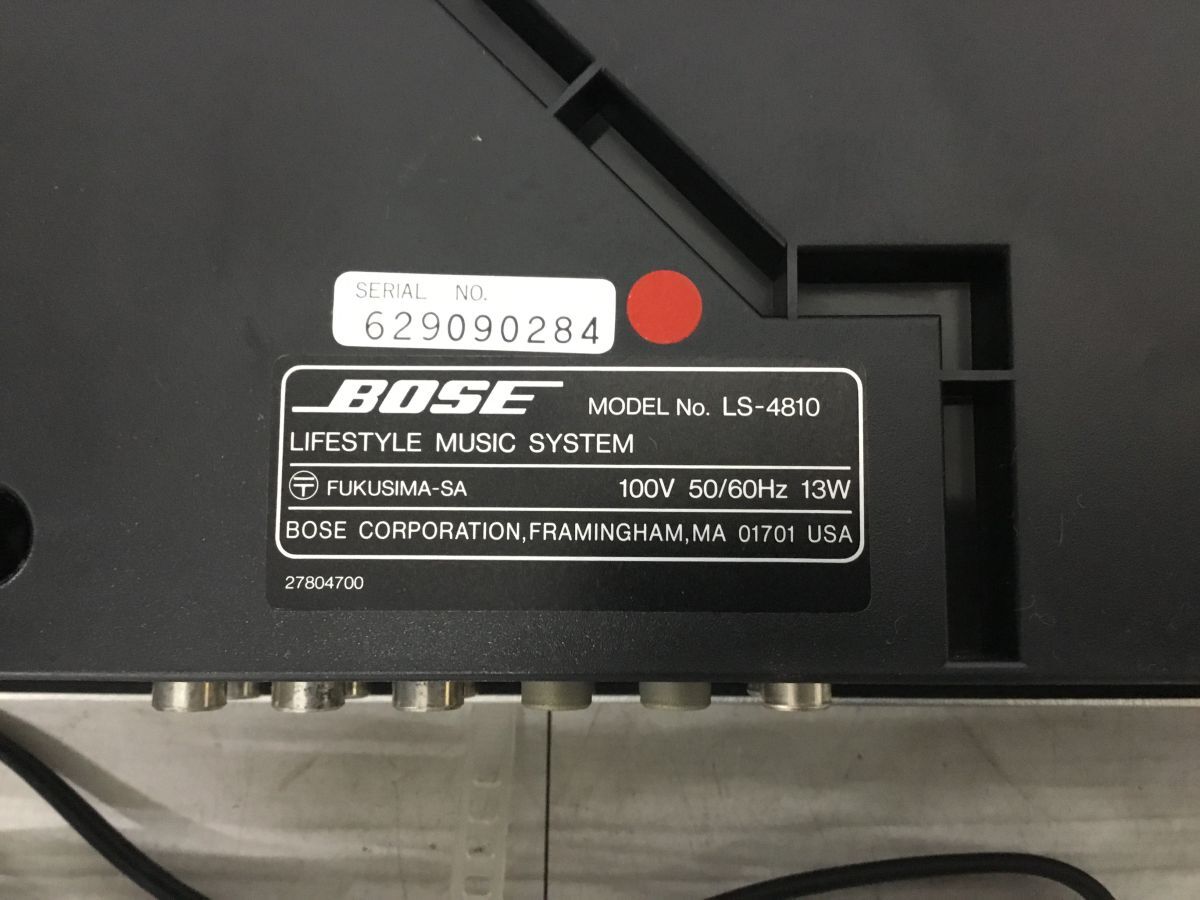 SERIAL NO.
629090284
BOSE MODEL No. LS-4810
LIFESTYLE MUSIC SYSTEM
〒 FUKUSIMA-SA 100V 50/60Hz 13W
BOSE CORPORATION,FRAMINGHAM,MA 01701 USA
27804700